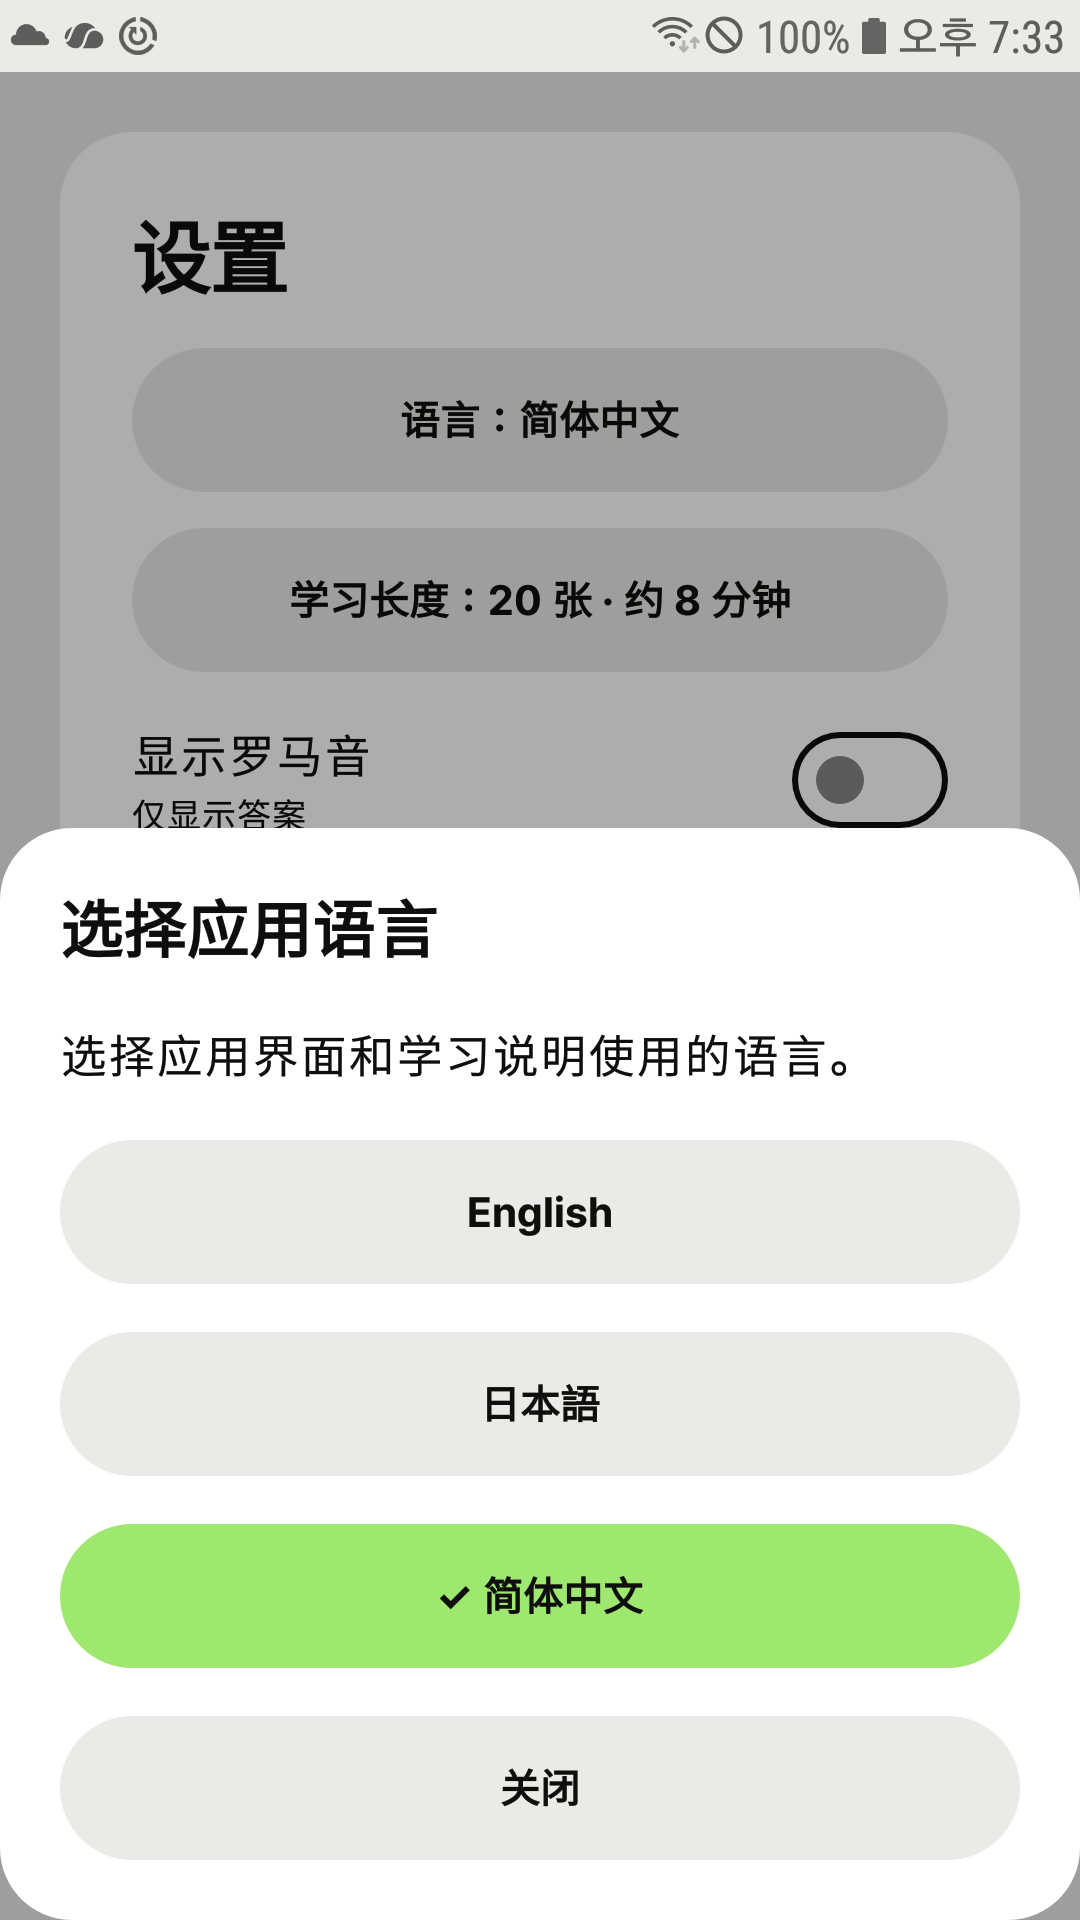 100% 오후 7:33
设置
语言：简体中文
学习长度：20 张 · 约 8 分钟
显示罗马音
仅显示答案
选择应用语言
选择应用界面和学习说明使用的语言。
English
日本語
✓ 简体中文
关闭